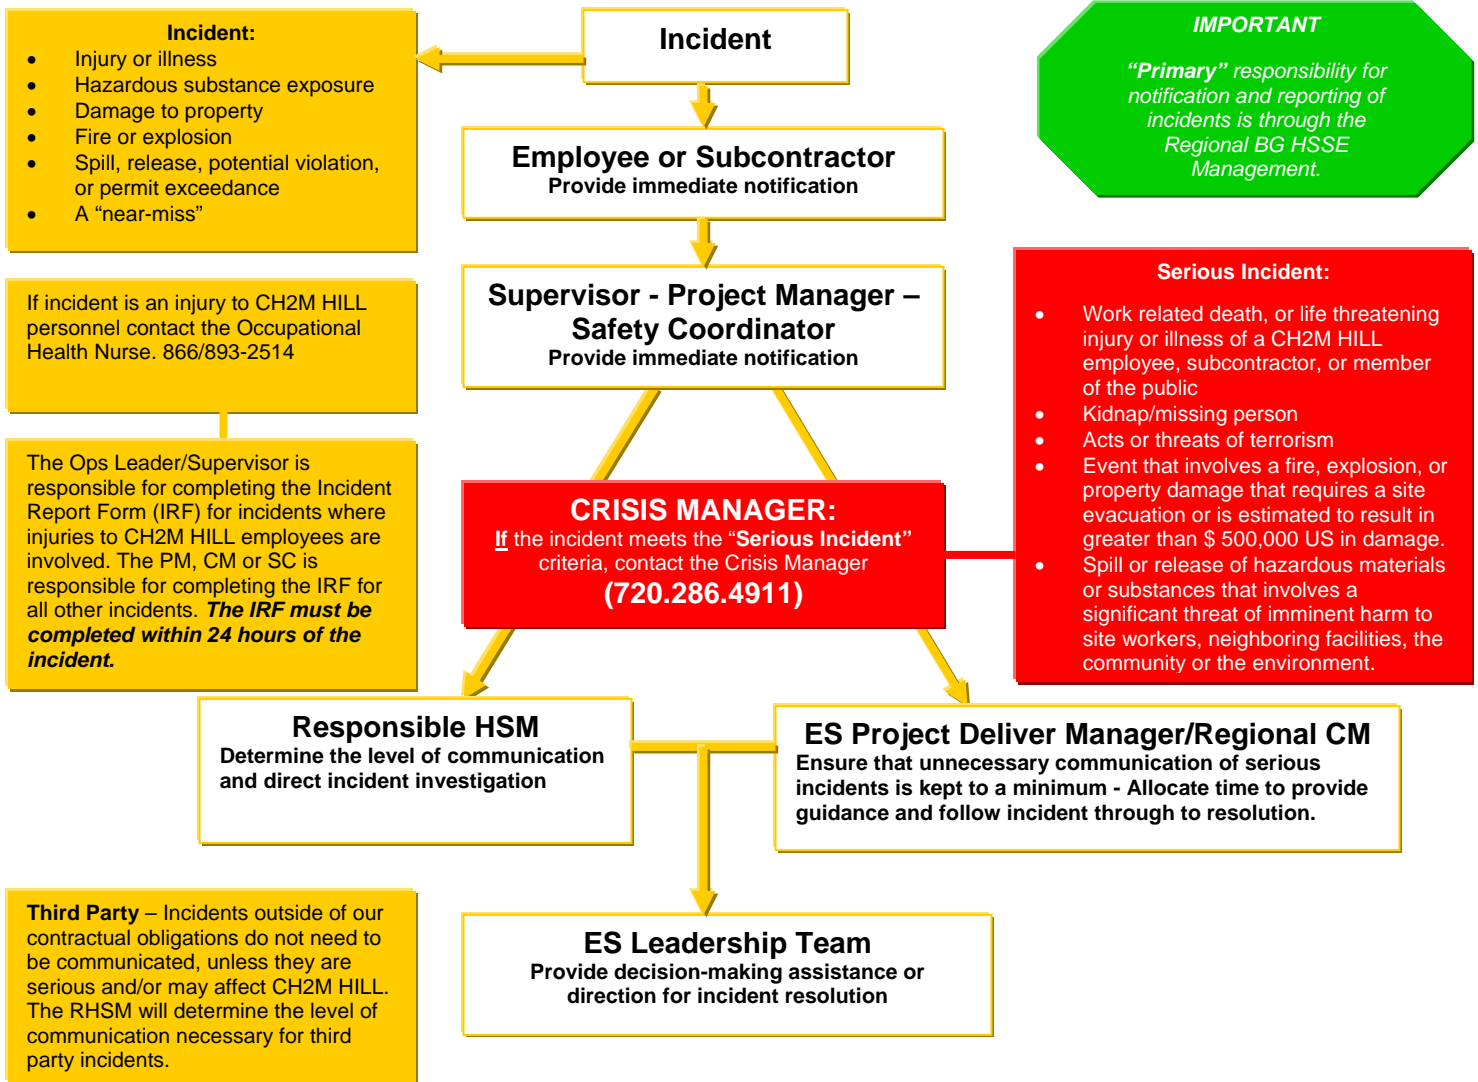 Incident:
• Injury or illness
• Hazardous substance exposure
• Damage to property
• Fire or explosion
• Spill, release, potential violation,
or permit exceedance
• A “near-miss”
Incident
IMPORTANT
“Primary” responsibility for
notification and reporting of
incidents is through the
Regional BG HSSE
Management.
Employee or Subcontractor
Provide immediate notification
Supervisor - Project Manager –
Safety Coordinator
Provide immediate notification
If incident is an injury to CH2M HILL
personnel contact the Occupational
Health Nurse. 866/893-2514
Serious Incident:
• Work related death, or life threatening
injury or illness of a CH2M HILL
employee, subcontractor, or member
of the public
• Kidnap/missing person
• Acts or threats of terrorism
• Event that involves a fire, explosion, or
property damage that requires a site
evacuation or is estimated to result in
greater than $ 500,000 US in damage.
• Spill or release of hazardous materials
or substances that involves a
significant threat of imminent harm to
site workers, neighboring facilities, the
community or the environment.
The Ops Leader/Supervisor is
responsible for completing the Incident
Report Form (IRF) for incidents where
injuries to CH2M HILL employees are
involved. The PM, CM or SC is
responsible for completing the IRF for
all other incidents. The IRF must be
completed within 24 hours of the
incident.
CRISIS MANAGER:
If the incident meets the “Serious Incident”
criteria, contact the Crisis Manager
(720.286.4911)
Responsible HSM
Determine the level of communication
and direct incident investigation
ES Project Deliver Manager/Regional CM
Ensure that unnecessary communication of serious
incidents is kept to a minimum - Allocate time to provide
guidance and follow incident through to resolution.
Third Party – Incidents outside of our
contractual obligations do not need to
be communicated, unless they are
serious and/or may affect CH2M HILL.
The RHSM will determine the level of
communication necessary for third
party incidents.
ES Leadership Team
Provide decision-making assistance or
direction for incident resolution